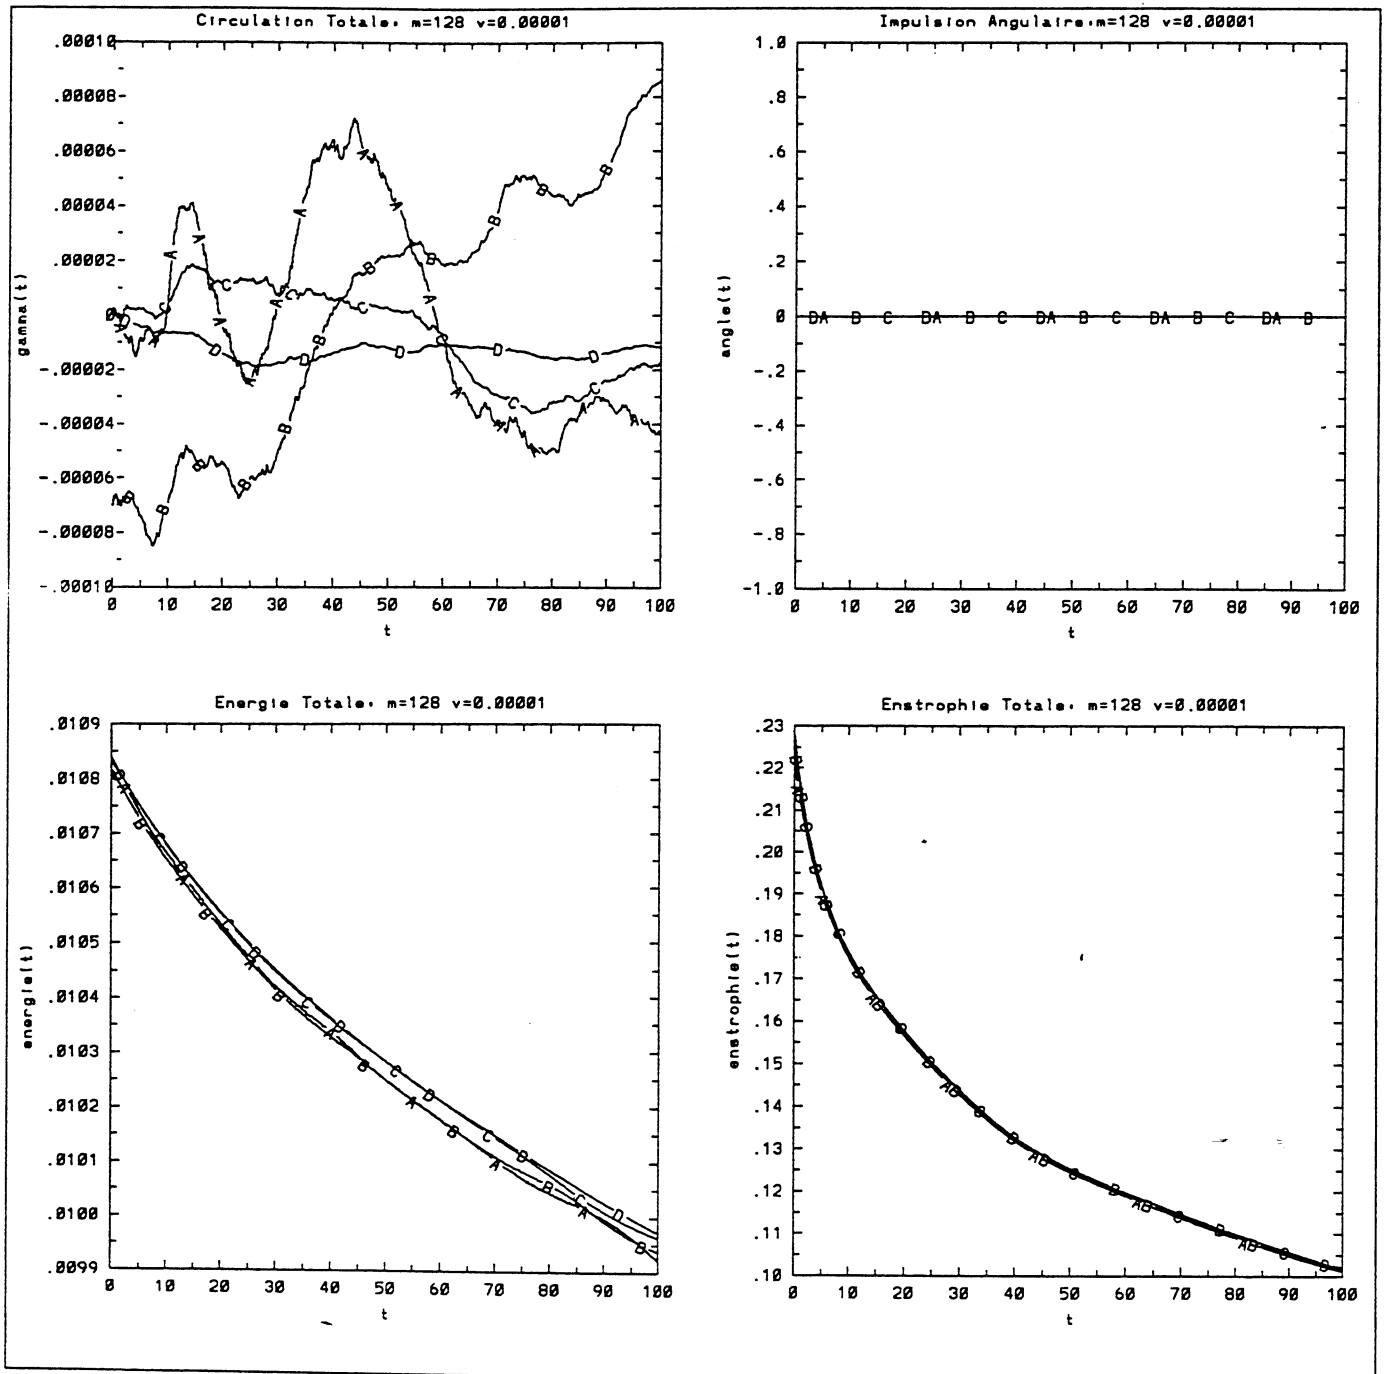 Circulation Totale, m=128 v=0.00001
.00010
.00008
.00006
.00004
.00002
0
-.00002
-.00004
-.00006
-.00008
-.00010
gamna(t)
A A A A A A A A A A A A A A A A
B B B B B B B B B B B
C C C C C C C
D D D D D D
0 10 20 30 40 50 60 70 80 90 100
t
Impulsion Angulaire,m=128 v=0.00001
1.0
.8
.6
.4
.2
0
-.2
-.4
-.6
-.8
-1.0
angle(t)
DA B C DA B C DA B C DA B C DA B
0 10 20 30 40 50 60 70 80 90 100
t
Energie Totale, m=128 v=0.00001
.0109
.0108
.0107
.0106
.0105
.0104
.0103
.0102
.0101
.0100
.0099
energie(t)
0 10 20 30 40 50 60 70 80 90 100
t
Enstrophie Totale, m=128 v=0.00001
.23
.22
.21
.20
.19
.18
.17
.16
.15
.14
.13
.12
.11
.10
enstrophie(t)
0 10 20 30 40 50 60 70 80 90 100
t